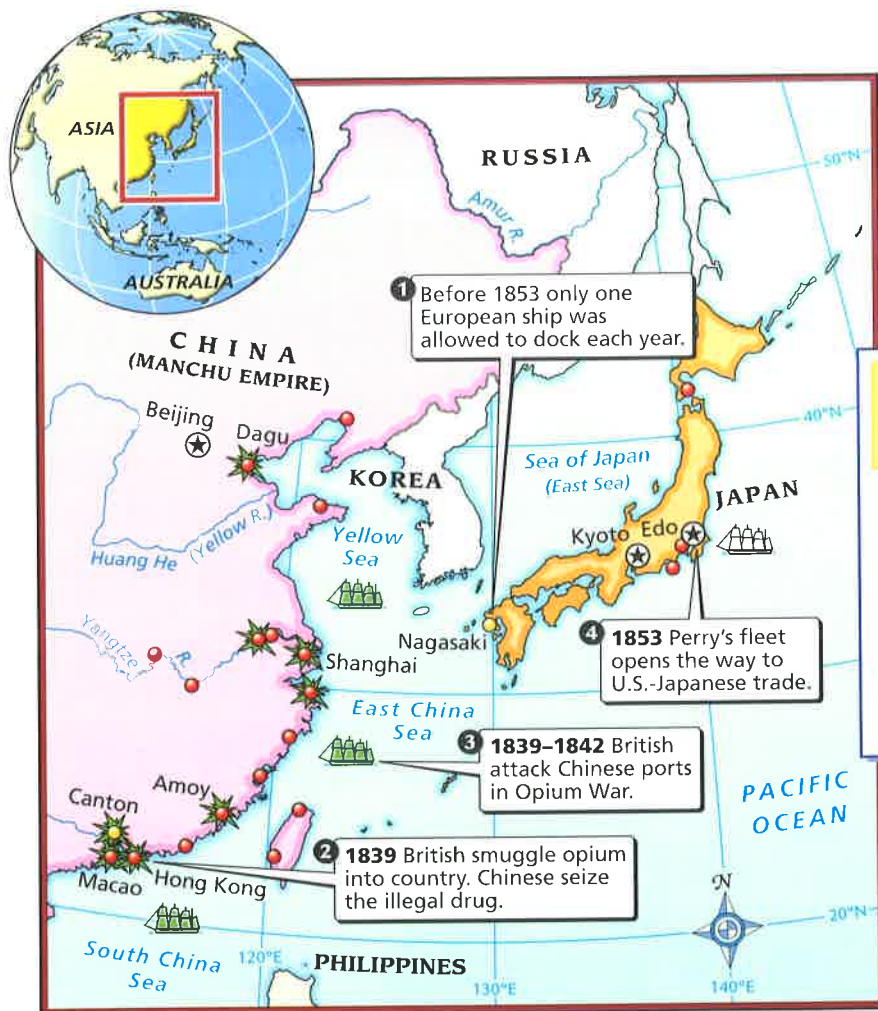 ASIA
AUSTRALIA
RUSSIA
50°N
Amur R.
1 Before 1853 only one
European ship was
allowed to dock each year.
CHINA
(MANCHU EMPIRE)
Beijing
Dagu
40°N
KOREA
Sea of Japan
(East Sea)
JAPAN
Kyoto
Edo
Huang He (Yellow R.)
Yellow
Sea
Yangtze R.
Nagasaki
4 1853 Perry's fleet
opens the way to
U.S.-Japanese trade.
Shanghai
East China
Sea
3 1839–1842 British
attack Chinese ports
in Opium War.
PACIFIC
OCEAN
Amoy
Canton
2 1839 British smuggle opium
into country. Chinese seize
the illegal drug.
Macao
Hong Kong
N
20°N
South China
Sea
120°E
PHILIPPINES
130°E
140°E